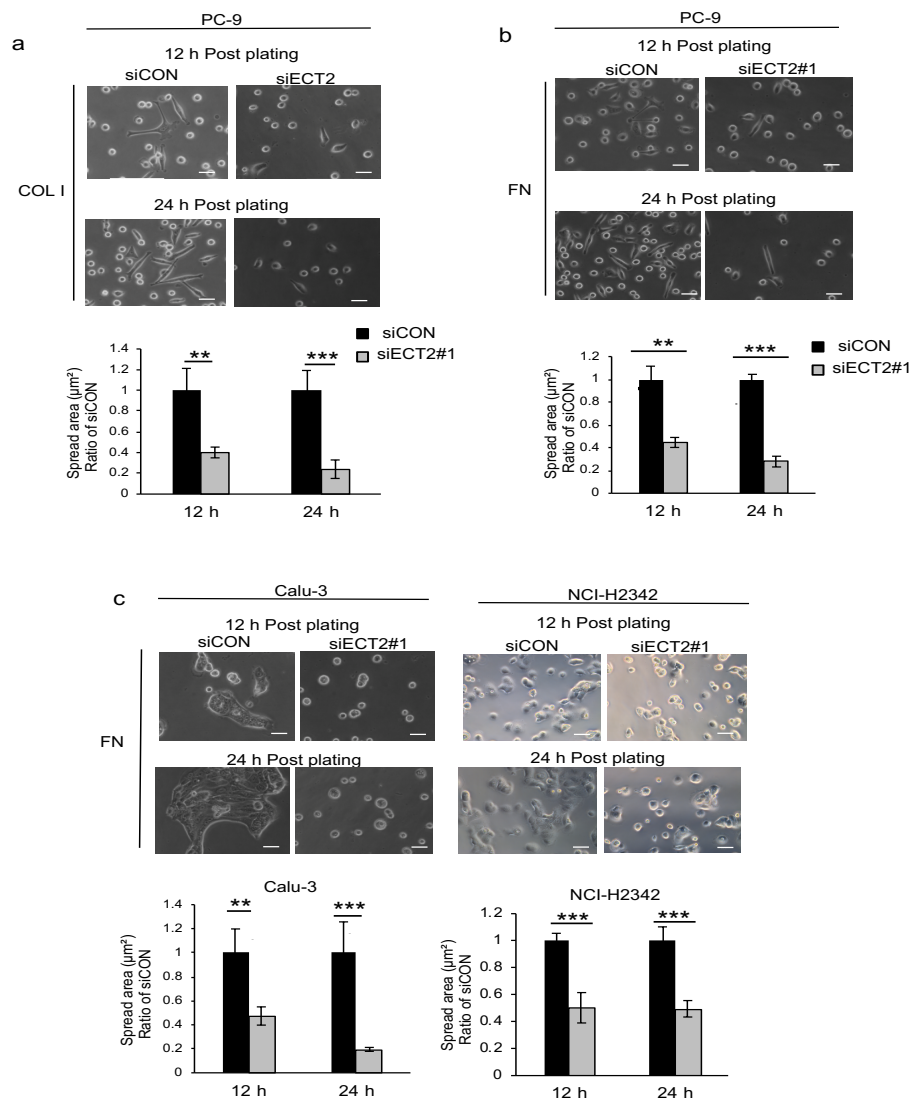 a
PC-9
12 h Post plating
siCON siECT2
COL I
24 h Post plating
siCON
siECT2#1
Spread area (µm²)
Ratio of siCON
1.4
1.2
1
0.8
0.6
0.4
0.2
0
** ***
12 h 24 h
b
PC-9
12 h Post plating
siCON siECT2#1
FN
24 h Post plating
siCON
siECT2#1
Spread area (µm²)
Ratio of siCON
1.2
1
0.8
0.6
0.4
0.2
0
** ***
12 h 24 h
c
Calu-3
12 h Post plating
siCON siECT2#1
FN
24 h Post plating
NCI-H2342
12 h Post plating
siCON siECT2#1
24 h Post plating
Calu-3
Spread area (µm²)
Ratio of siCON
1.4
1.2
1
0.8
0.6
0.4
0.2
0
** ***
12 h 24 h
NCI-H2342
Spread area (µm²)
Ratio of siCON
1.2
1
0.8
0.6
0.4
0.2
0
*** ***
12 h 24 h